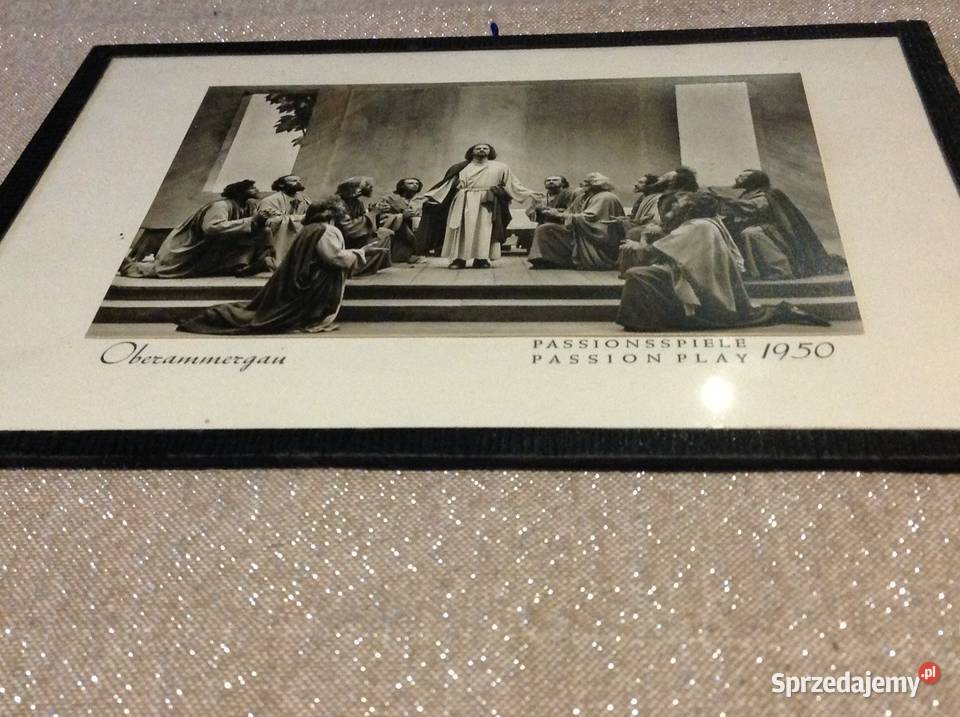 Oberammergau
PASSIONSSPIELE
PASSION PLAY 1950
Sprzedajemy.pl